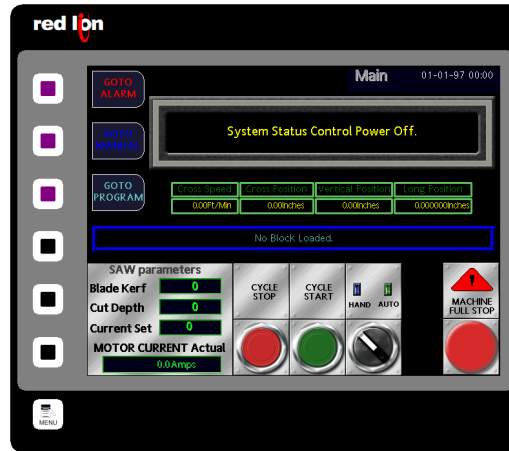 red lion
Main 01-01-97 00:00
GOTO
ALARM
System Status Control Power Off.
GOTO
MANUAL
GOTO
PROGRAM
Cross Speed Cross Position Vertical Position Long Position
0.00Ft/Min 0.00Inches 0.00Inches 0.000000Inches
No Block Loaded.
SAW parameters
Blade Kerf 0
Cut Depth 0
Current Set 0
MOTOR CURRENT Actual
0.0Amps
CYCLE
STOP
CYCLE
START
HAND AUTO
MACHINE
FULL STOP
MENU